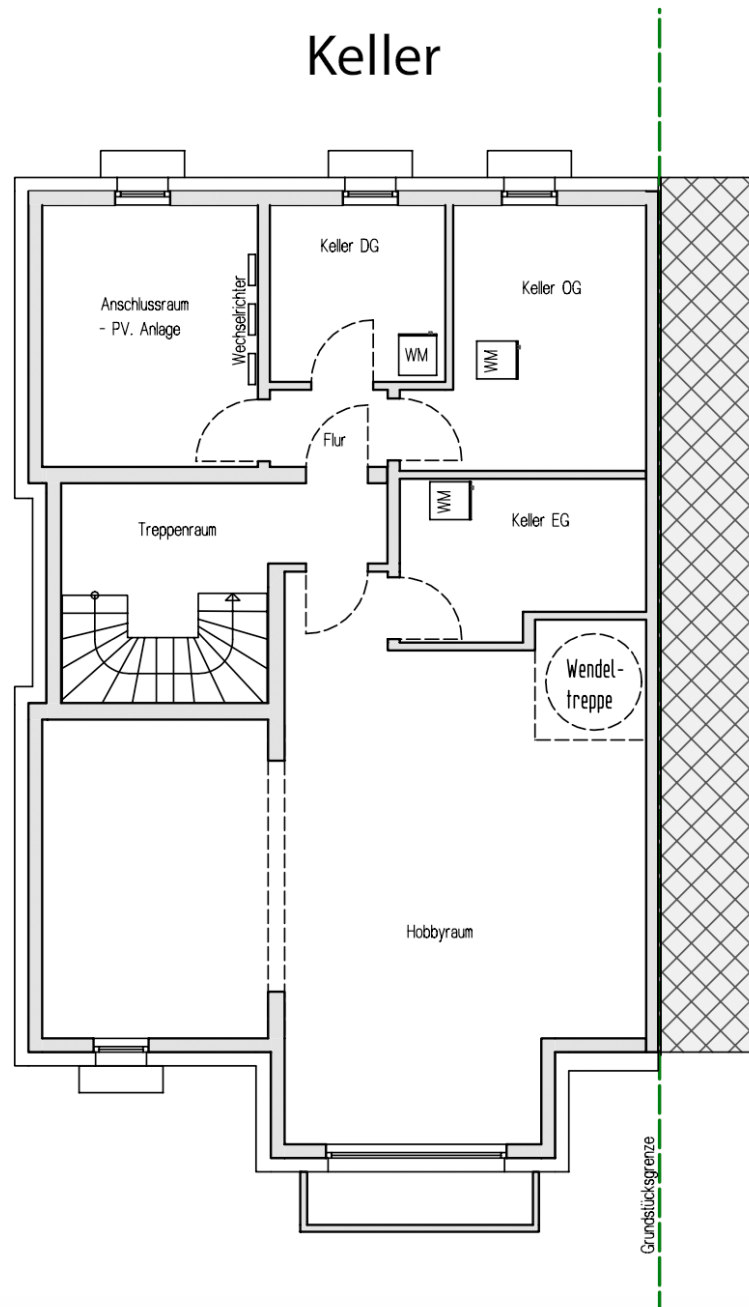 Keller
Keller DG
Keller OG
Anschlussraum
- PV. Anlage
Wechselrichter
WM
WM
Flur
WM
Keller EG
Treppenraum
Wendel-
treppe
Hobbyraum
Grundstücksgrenze